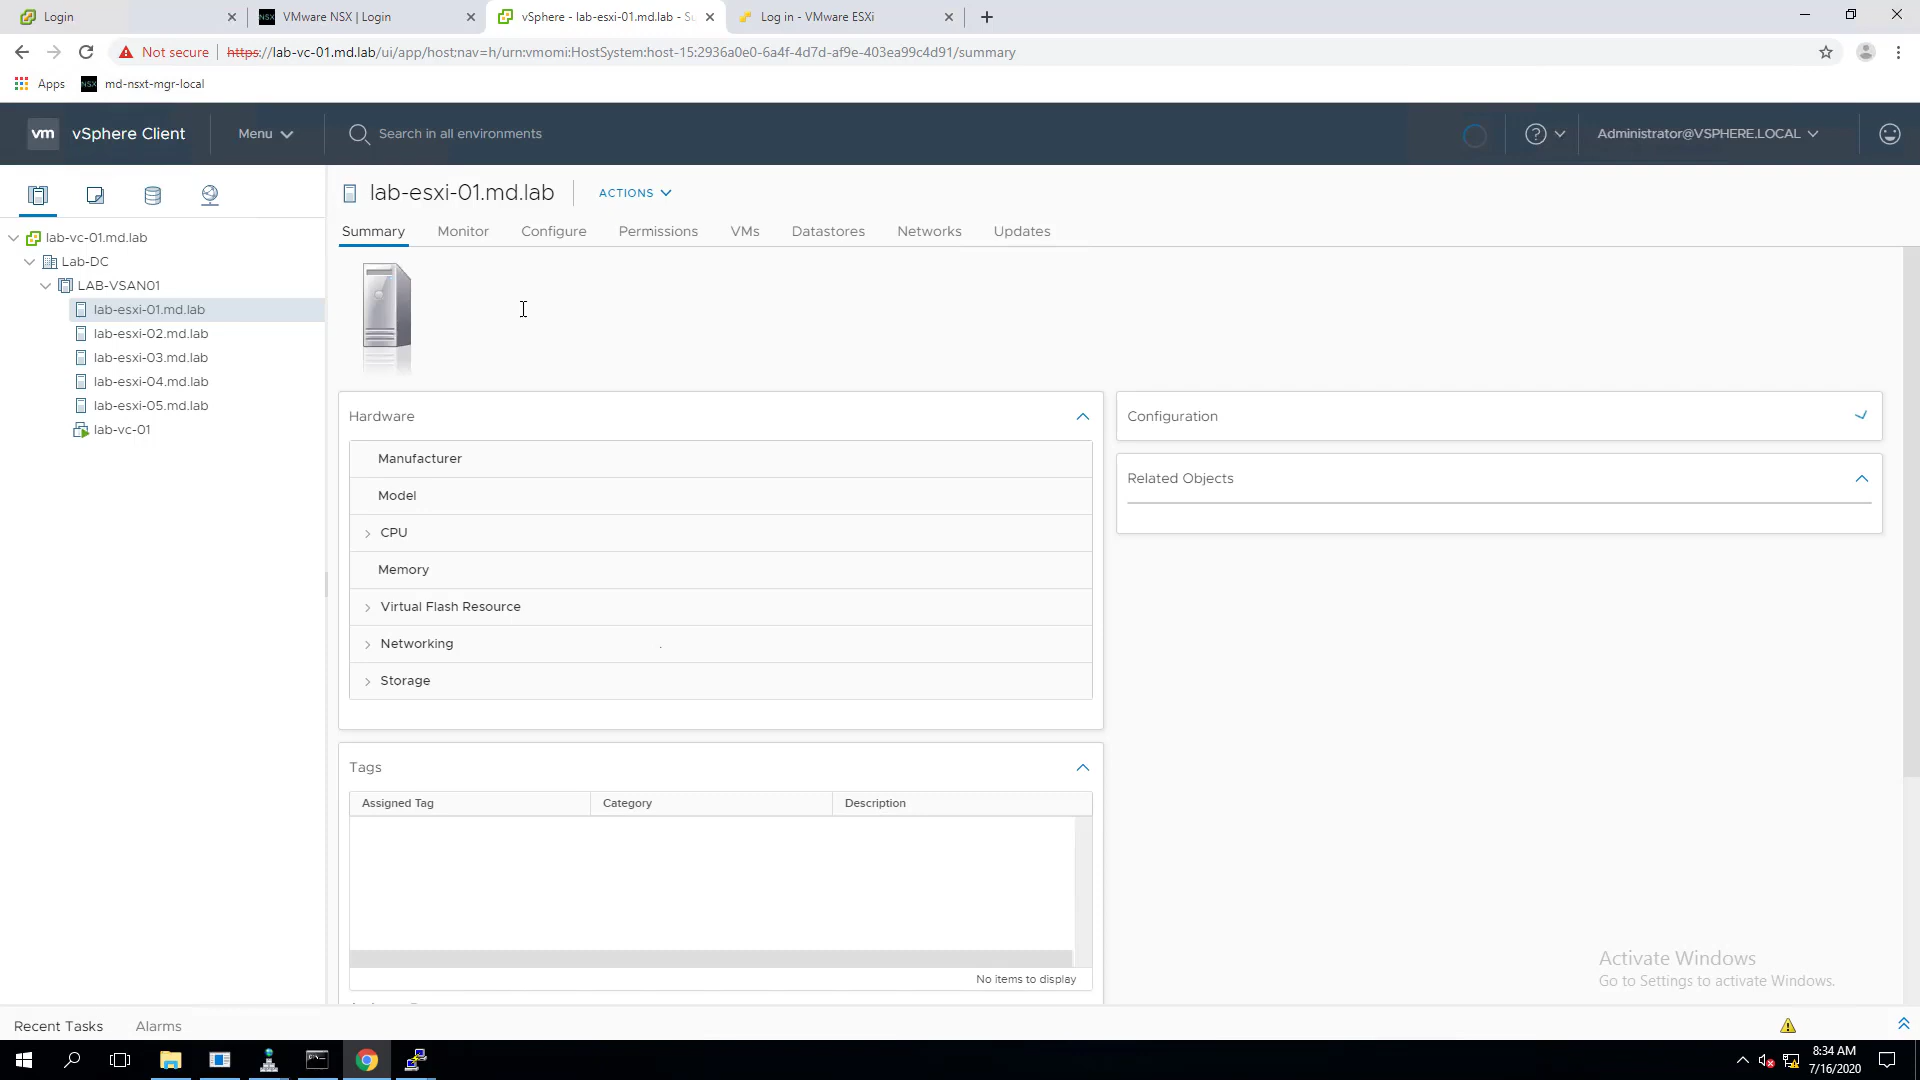 Login
VMware NSX | Login
vSphere - lab-esxi-01.md.lab - Su
Log in - VMware ESXi
Not secure
https://lab-vc-01.md.lab/ui/app/host:nav=h/urn:vmomi:HostSystem:host-15:2936a0e0-6a4f-4d7d-af9e-403ea99c4d91/summary
Apps
NSX
md-nsxt-mgr-local
vm
vSphere Client
Menu
Search in all environments
Administrator@VSPHERE.LOCAL
lab-esxi-01.md.lab
ACTIONS
Summary
Monitor
Configure
Permissions
VMs
Datastores
Networks
Updates
lab-vc-01.md.lab
Lab-DC
LAB-VSAN01
lab-esxi-01.md.lab
lab-esxi-02.md.lab
lab-esxi-03.md.lab
lab-esxi-04.md.lab
lab-esxi-05.md.lab
lab-vc-01
Hardware
Manufacturer
Model
CPU
Memory
Virtual Flash Resource
Networking
Storage
Configuration
Related Objects
Tags
Assigned Tag
Category
Description
No items to display
Activate Windows
Go to Settings to activate Windows.
Recent Tasks
Alarms
8:34 AM
7/16/2020